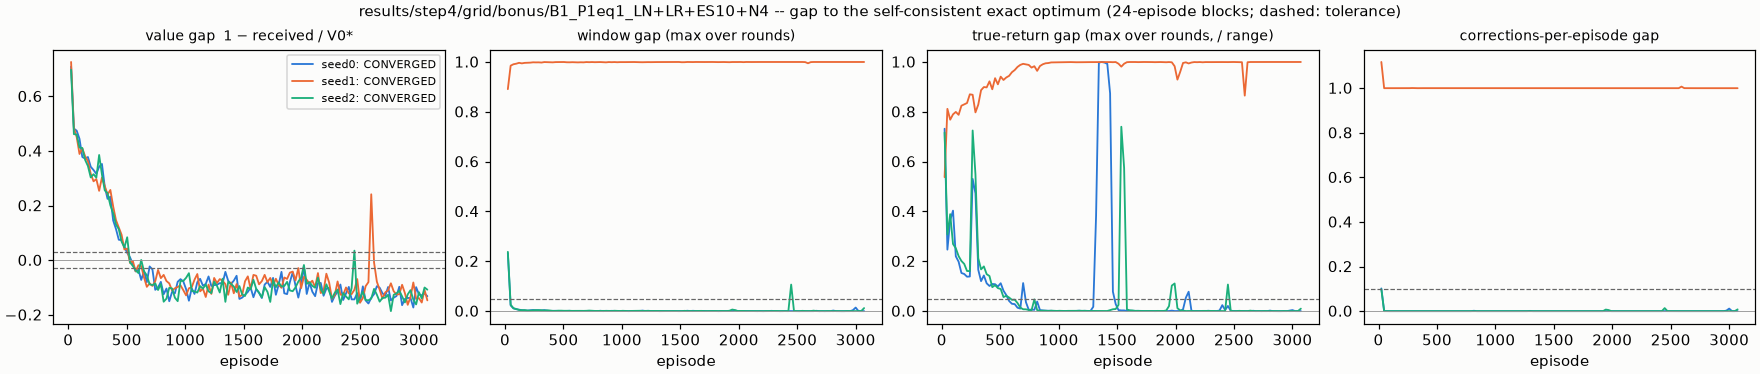 results/step4/grid/bonus/B1_P1eq1_LN+LR+ES10+N4 -- gap to the self-consistent exact optimum (24-episode blocks; dashed: tolerance)
value gap  1 − received / V0*
0.6
0.4
0.2
0.0
−0.2
0 500 1000 1500 2000 2500 3000
episode
seed0: CONVERGED
seed1: CONVERGED
seed2: CONVERGED
window gap (max over rounds)
1.0
0.8
0.6
0.4
0.2
0.0
0 500 1000 1500 2000 2500 3000
episode
true-return gap (max over rounds, / range)
1.0
0.8
0.6
0.4
0.2
0.0
0 500 1000 1500 2000 2500 3000
episode
corrections-per-episode gap
1.0
0.8
0.6
0.4
0.2
0.0
0 500 1000 1500 2000 2500 3000
episode